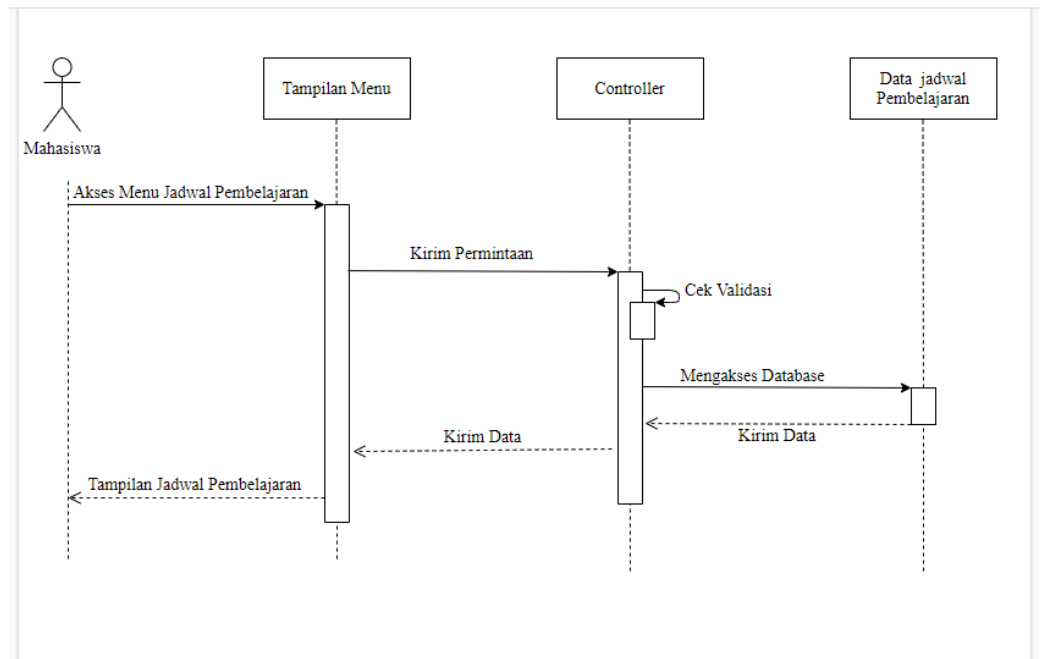 Mahasiswa
Tampilan Menu
Controller
Data jadwal
Pembelajaran
Akses Menu Jadwal Pembelajaran
Kirim Permintaan
Cek Validasi
Mengakses Database
Kirim Data
Kirim Data
Tampilan Jadwal Pembelajaran